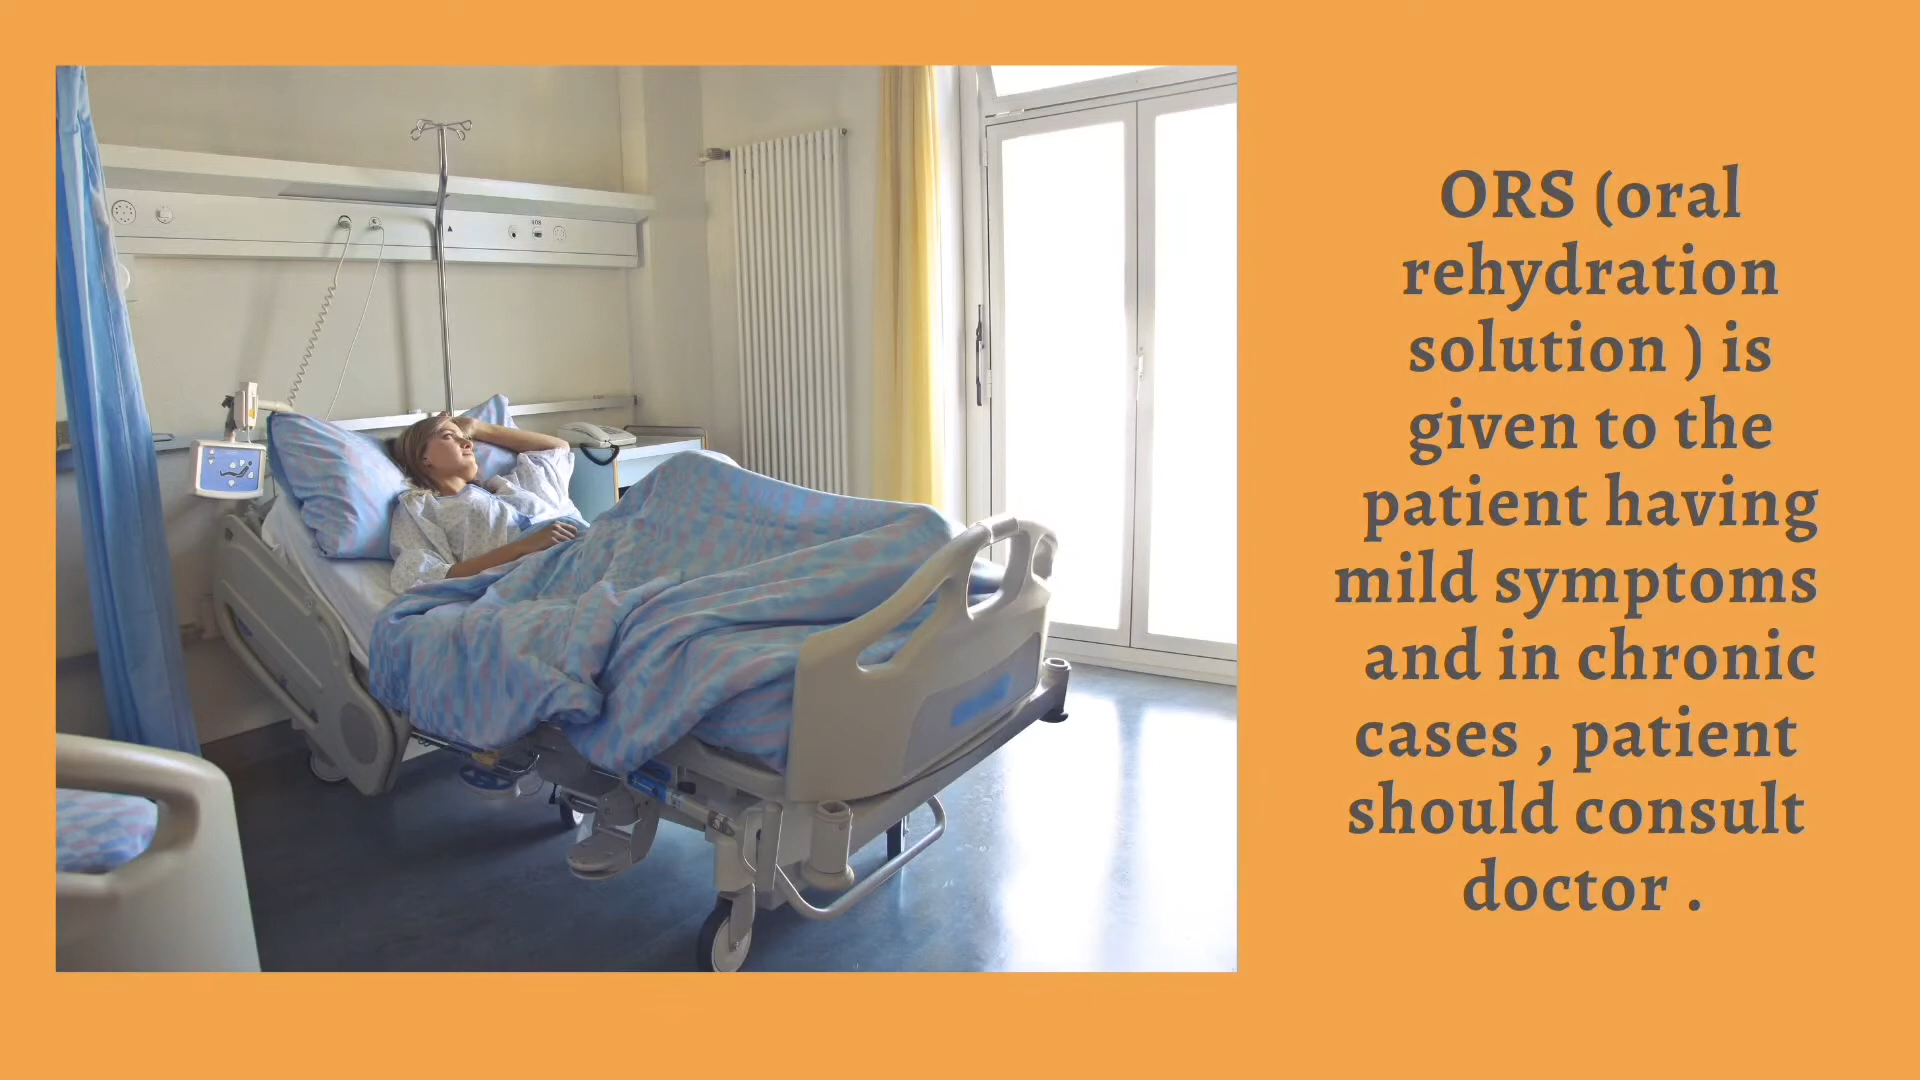 ORS (oral
rehydration
solution ) is
given to the
patient having
mild symptoms
and in chronic
cases , patient
should consult
doctor .